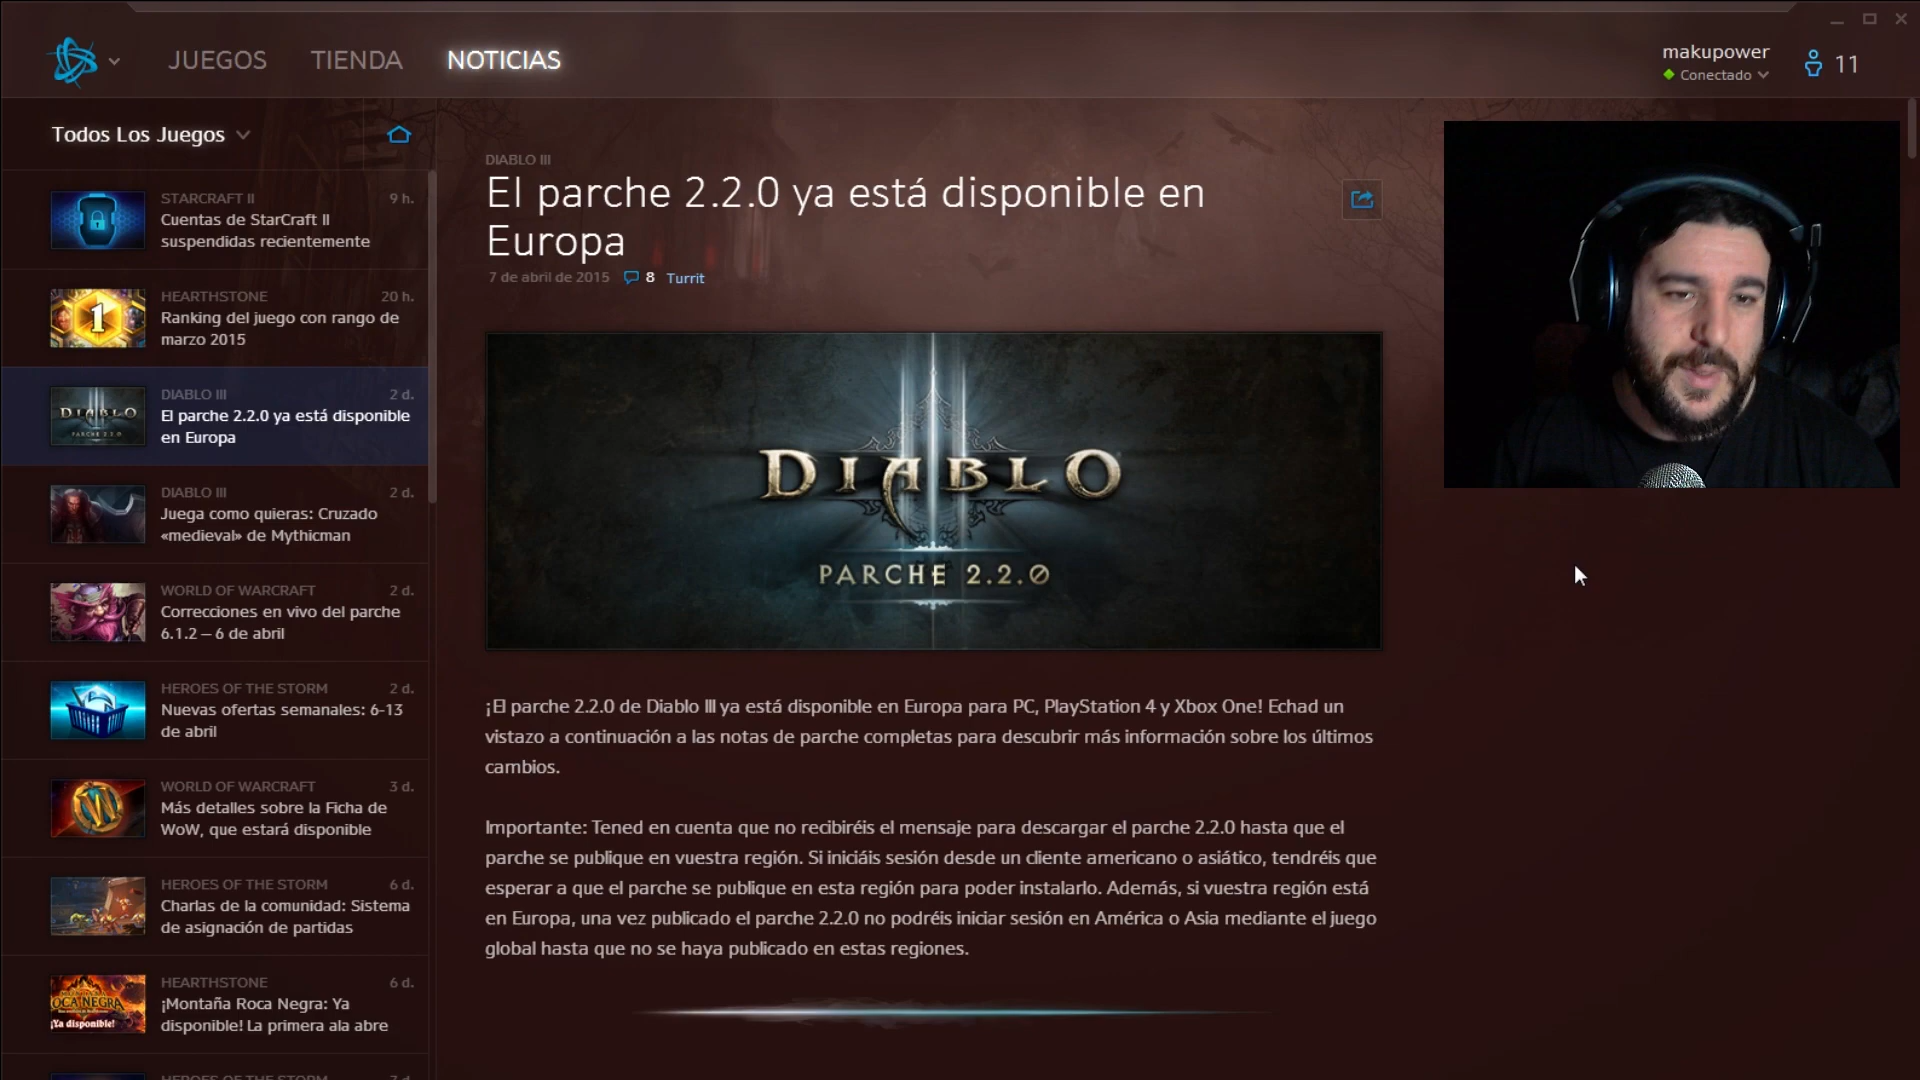 JUEGOS
TIENDA
NOTICIAS
makupower
Conectado
11
Todos Los Juegos
STARCRAFT II
9 h.
Cuentas de StarCraft II
suspendidas recientemente
HEARTHSTONE
20 h.
Ranking del juego con rango de
marzo 2015
1
DIABLO III
2 d.
El parche 2.2.0 ya está disponible
en Europa
DIABLO
PARCHE 2.2.0
DIABLO III
2 d.
Juega como quieras: Cruzado
«medieval» de Mythicman
WORLD OF WARCRAFT
2 d.
Correcciones en vivo del parche
6.1.2 – 6 de abril
HEROES OF THE STORM
2 d.
Nuevas ofertas semanales: 6-13
de abril
WORLD OF WARCRAFT
3 d.
Más detalles sobre la Ficha de
WoW, que estará disponible
W
HEROES OF THE STORM
6 d.
Charlas de la comunidad: Sistema
de asignación de partidas
HEARTHSTONE
6 d.
¡Montaña Roca Negra: Ya
disponible! La primera ala abre
OCA NEGRA
¡Ya disponible!
HEROES OF THE STORM
7 d.
DIABLO III
El parche 2.2.0 ya está disponible en
Europa
7 de abril de 2015
8
Turrit
DIABLO
PARCHE 2.2.0
¡El parche 2.2.0 de Diablo III ya está disponible en Europa para PC, PlayStation 4 y Xbox One! Echad un
vistazo a continuación a las notas de parche completas para descubrir más información sobre los últimos
cambios.
Importante: Tened en cuenta que no recibiréis el mensaje para descargar el parche 2.2.0 hasta que el
parche se publique en vuestra región. Si iniciáis sesión desde un cliente americano o asiático, tendréis que
esperar a que el parche se publique en esta región para poder instalarlo. Además, si vuestra región está
en Europa, una vez publicado el parche 2.2.0 no podréis iniciar sesión en América o Asia mediante el juego
global hasta que no se haya publicado en estas regiones.